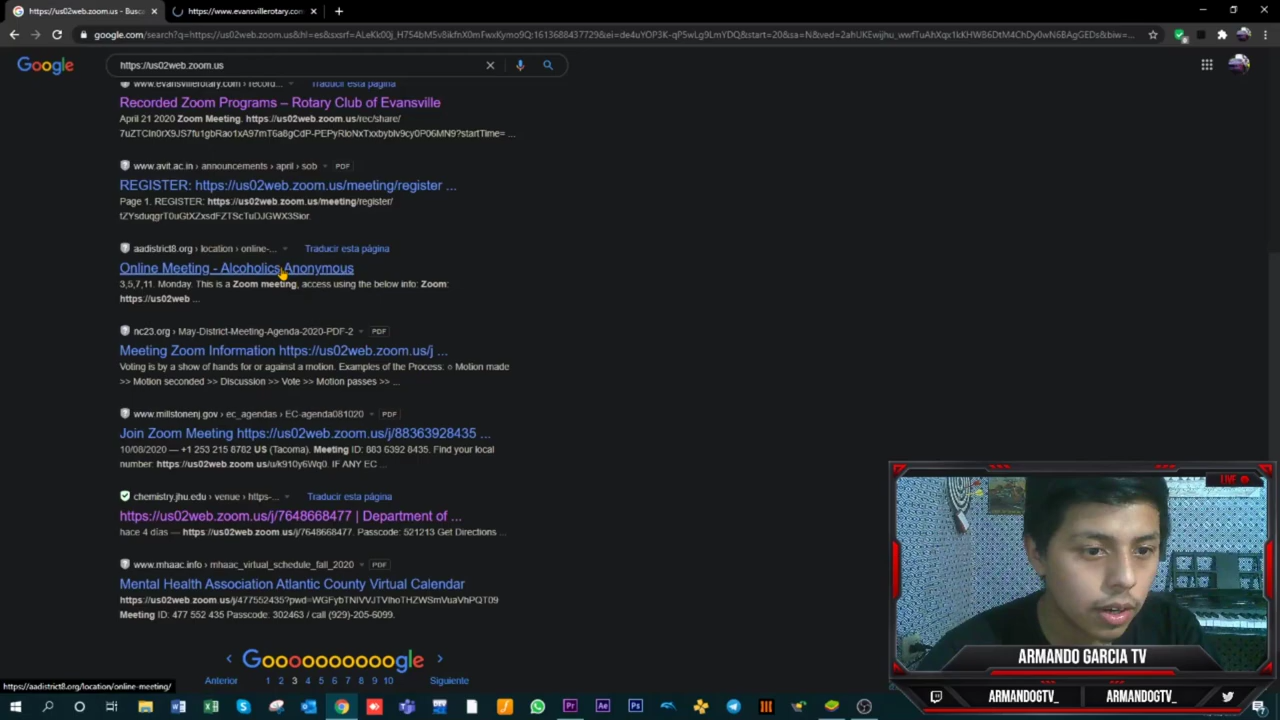 https://us02web.zoom.us - Busc
https://www.evansvillerotary.com
google.com/search?q=https://us02web.zoom.us&hl=es&sxsrf=
Google
https://us02web.zoom.us
www.evansvillerotary.com › record... Traducir esta página
Recorded Zoom Programs – Rotary Club of Evansville
April 21 2020 Zoom Meeting. https://us02web.zoom.us/rec/share/
www.avit.ac.in › announcements › april › sob PDF
REGISTER: https://us02web.zoom.us/meeting/register ...
Page 1. REGISTER: https://us02web.zoom.us/meeting/register/
aadistrict8.org › location › online-... Traducir esta página
Online Meeting - Alcoholics Anonymous
3,5,7,11. Monday. This is a Zoom meeting, access using the below info: Zoom:
https://us02web ...
nc23.org › May-District-Meeting-Agenda-2020-PDF-2 PDF
Meeting Zoom Information https://us02web.zoom.us/j ...
Voting is by a show of hands for or against a motion. Examples of the Process: ○ Motion made
>> Motion seconded >> Discussion >> Vote >> Motion passes >> ...
www.millstonenj.gov › ec_agendas › EC-agenda081020 PDF
Join Zoom Meeting https://us02web.zoom.us/j/88363928435 ...
10/08/2020 — +1 253 215 8782 US (Tacoma). Meeting ID: 883 6392 8435. Find your local
number: https://us02web.zoom.us/u/k910y6Wq0. IF ANY EC ...
chemistry.jhu.edu › venue › https-... Traducir esta página
https://us02web.zoom.us/j/7648668477 | Department of ...
hace 4 días — https://us02web.zoom.us/j/7648668477. Passcode: 521213 Get Directions ...
www.mhaac.info › mhaac_virtual_schedule_fall_2020 PDF
Mental Health Association Atlantic County Virtual Calendar
Meeting ID: 477 552 435 Passcode: 302463 / call (929)-205-6099.
Goooooooooogle
Anterior 1 2 3 4 5 6 7 8 9 10 Siguiente
https://aadistrict8.org/location/online-meeting/
LIVE
ARMANDO GARCIA TV
ARMANDOGTV_ ARMANDOGTV_